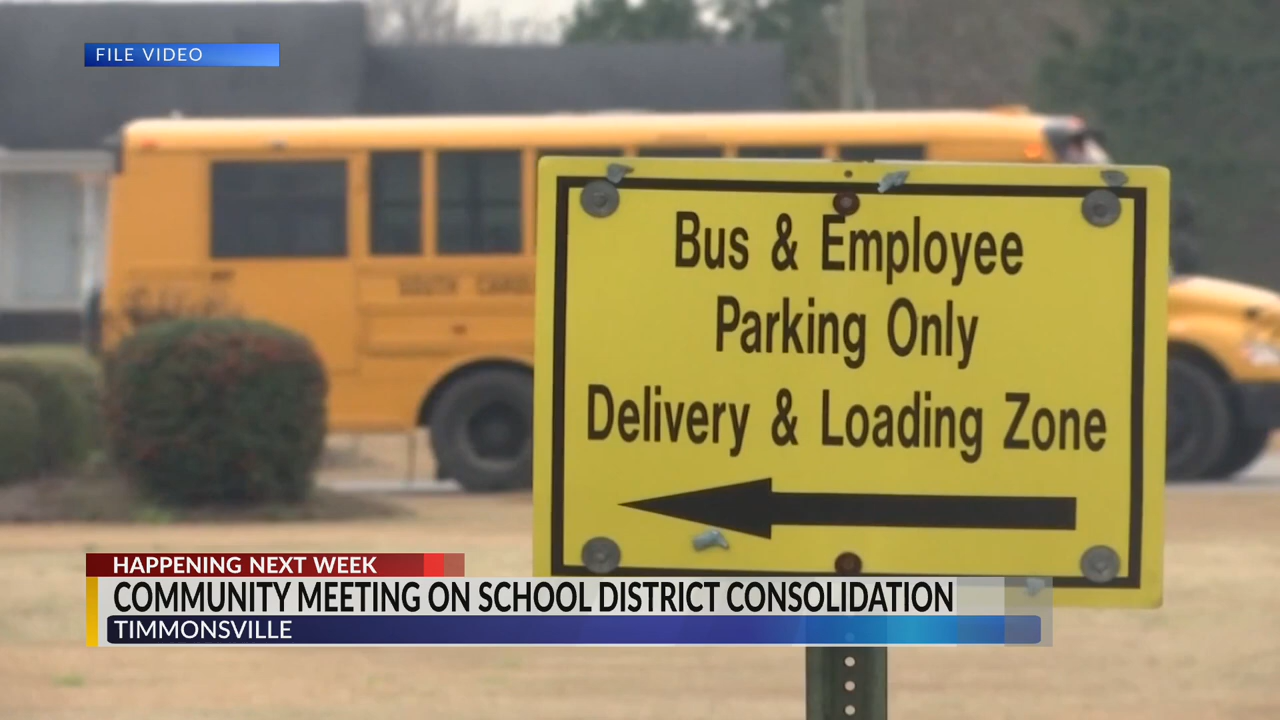 FILE VIDEO
SOUTH
Bus & Employee
Parking Only
Delivery & Loading Zone
HAPPENING NEXT WEEK
COMMUNITY MEETING ON SCHOOL DISTRICT CONSOLIDATION
TIMMONSVILLE